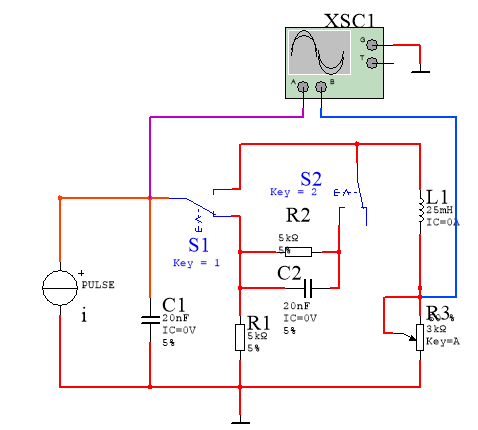 XSC1
G
T
A B
S2
Key = 2
L1
25mH
IC=0A
R2
5kΩ
5%
S1
Key = 1
C2
20nF
IC=0V
5%
+
PULSE
i
C1
20nF
IC=0V
5%
R1
5kΩ
5%
R3
3kΩ
Key=A